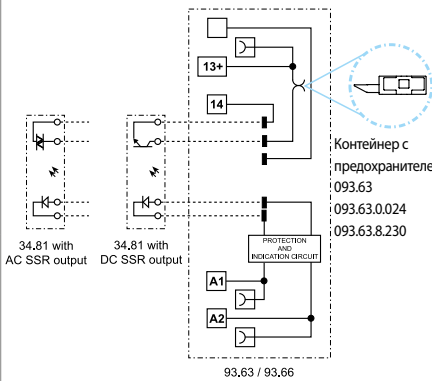 13+
14
Контейнер с
предохранителе
093.63
093.63.0.024
093.63.8.230
34.81 with
AC SSR output
34.81 with
DC SSR output
PROTECTION
AND
INDICATION CIRCUIT
A1
A2
93.63 / 93.66